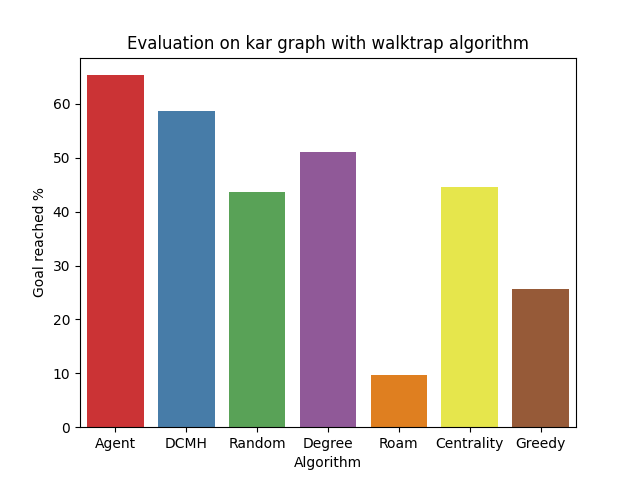 Evaluation on kar graph with walktrap algorithm
60
50
40
30
20
10
0
Goal reached %
Agent DCMH Random Degree Roam Centrality Greedy
Algorithm